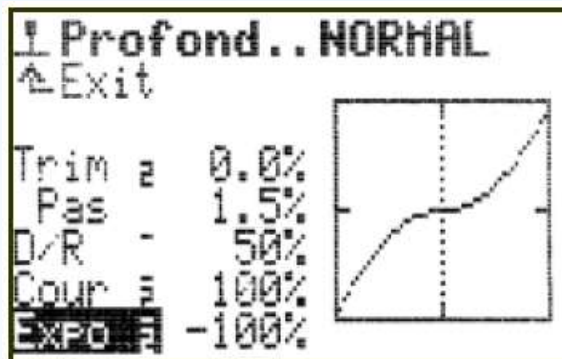 Profond..NORMAL
Exit
Trim 0.0%
Pas 1.5%
D/R 50%
Cour 100%
Expo -100%